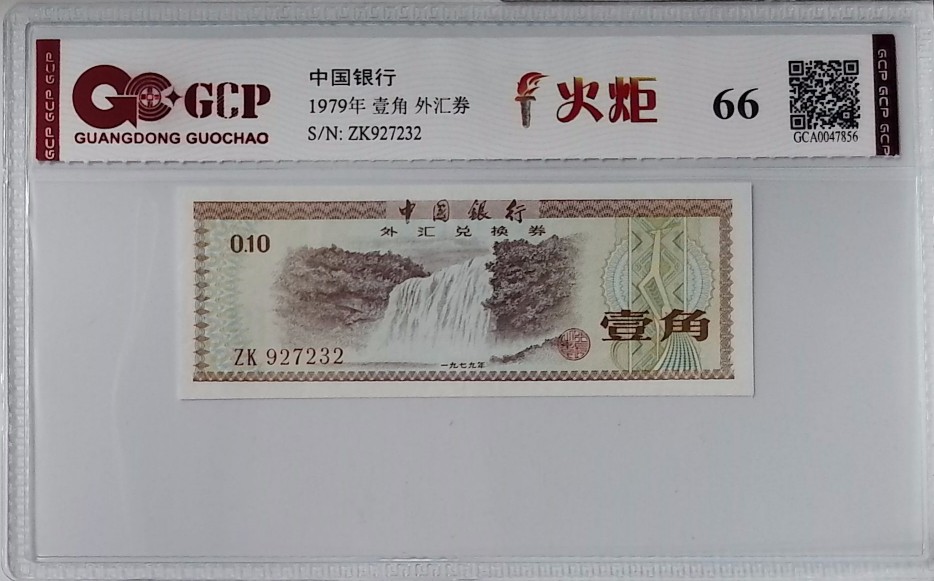 GCP GCP GCP
GCP
GUANGDONG GUOCHAO
中国银行
1979年 壹角 外汇券
S/N: ZK927232
火炬
66
GCA0047856
GCP GCP GCP
中国银行
外汇兑换券
0.10
壹角
ZK 927232
一九七九年